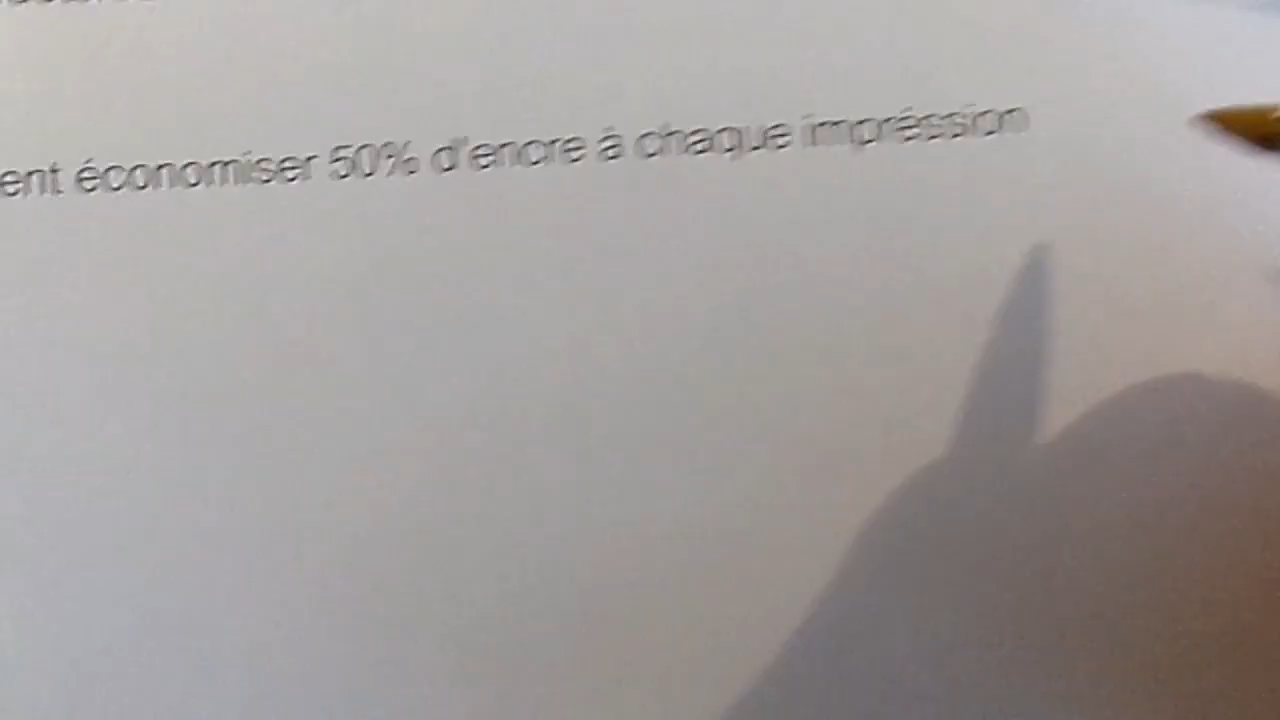 ent économiser 50% d'encre à chaque impréssion